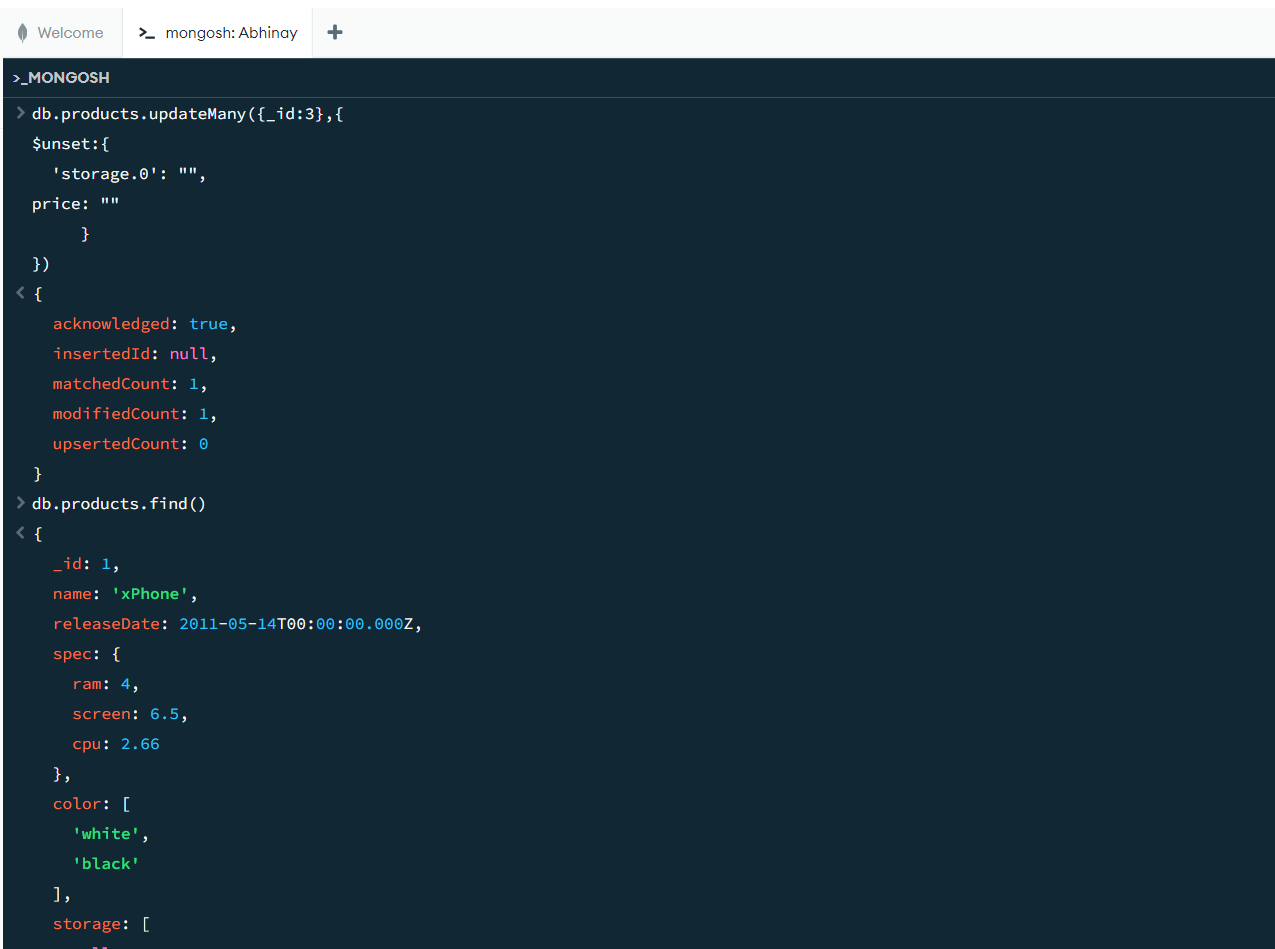 Welcome
>_ mongosh: Abhinay +
>_MONGOSH
> db.products.updateMany({_id:3},{
$unset:{
'storage.0': "",
price: ""
}
})
< {
acknowledged: true,
insertedId: null,
matchedCount: 1,
modifiedCount: 1,
upsertedCount: 0
}
> db.products.find()
< {
_id: 1,
name: 'xPhone',
releaseDate: 2011-05-14T00:00:00.000Z,
spec: {
ram: 4,
screen: 6.5,
cpu: 2.66
},
color: [
'white',
'black'
],
storage: [